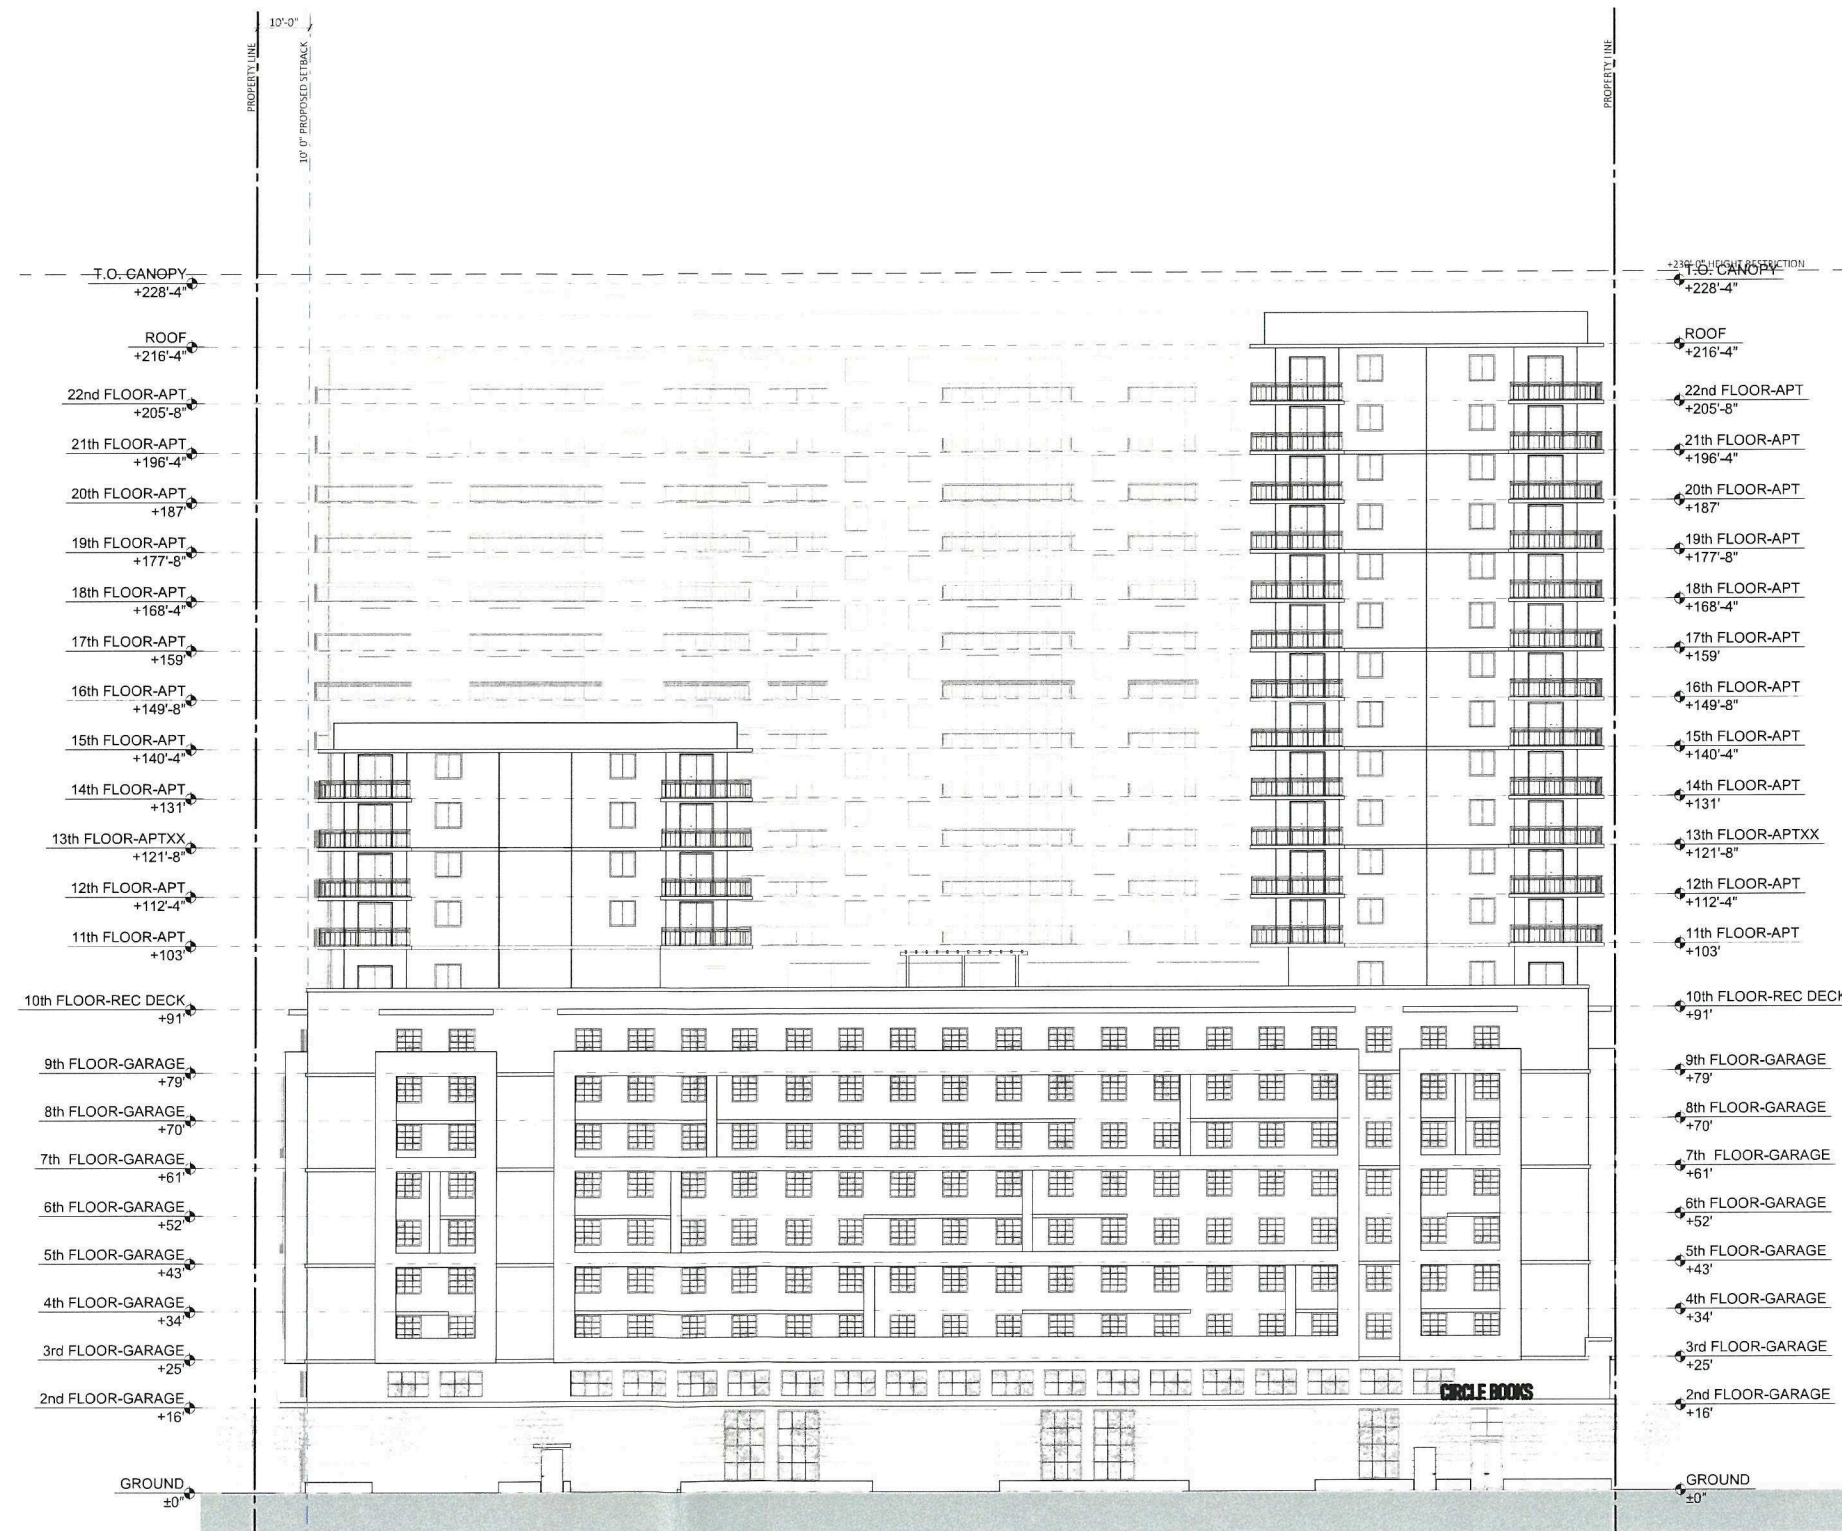 10'-0"
PROPERTY LINE
10' 0" PROPOSED SETBACK
PROPERTY LINE
T.O. CANOPY
+228'-4"
ROOF
+216'-4"
22nd FLOOR-APT
+205'-8"
21th FLOOR-APT
+196'-4"
20th FLOOR-APT
+187'
19th FLOOR-APT
+177'-8"
18th FLOOR-APT
+168'-4"
17th FLOOR-APT
+159'
16th FLOOR-APT
+149'-8"
15th FLOOR-APT
+140'-4"
14th FLOOR-APT
+131'
13th FLOOR-APTXX
+121'-8"
12th FLOOR-APT
+112'-4"
11th FLOOR-APT
+103'
10th FLOOR-REC DECK
+91'
9th FLOOR-GARAGE
+79'
8th FLOOR-GARAGE
+70'
7th FLOOR-GARAGE
+61'
6th FLOOR-GARAGE
+52'
5th FLOOR-GARAGE
+43'
4th FLOOR-GARAGE
+34'
3rd FLOOR-GARAGE
+25'
2nd FLOOR-GARAGE
+16'
GROUND
±0"
CIRCLE BOOKS
+230'-0" HEIGHT RESTRICTION
T.O. CANOPY
+228'-4"
ROOF
+216'-4"
22nd FLOOR-APT
+205'-8"
21th FLOOR-APT
+196'-4"
20th FLOOR-APT
+187'
19th FLOOR-APT
+177'-8"
18th FLOOR-APT
+168'-4"
17th FLOOR-APT
+159'
16th FLOOR-APT
+149'-8"
15th FLOOR-APT
+140'-4"
14th FLOOR-APT
+131'
13th FLOOR-APTXX
+121'-8"
12th FLOOR-APT
+112'-4"
11th FLOOR-APT
+103'
10th FLOOR-REC DECK
+91'
9th FLOOR-GARAGE
+79'
8th FLOOR-GARAGE
+70'
7th FLOOR-GARAGE
+61'
6th FLOOR-GARAGE
+52'
5th FLOOR-GARAGE
+43'
4th FLOOR-GARAGE
+34'
3rd FLOOR-GARAGE
+25'
2nd FLOOR-GARAGE
+16'
GROUND
±0"